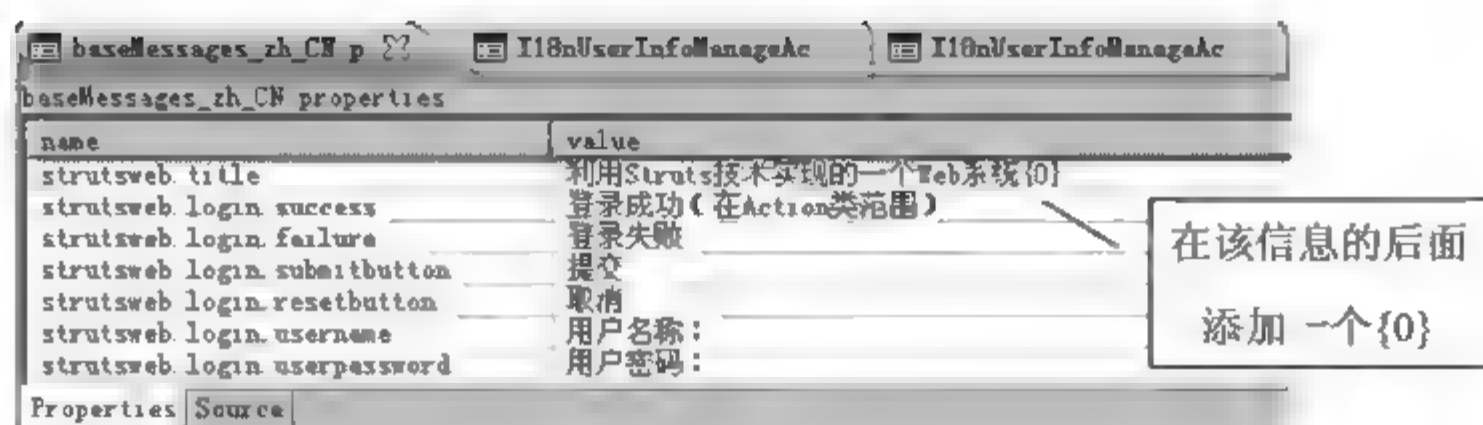 baseMessages_zh_CN p I18nUserInfoManageAc I18nUserInfoManageAc
baseMessages_zh_CN properties
name value
strutsweb.title 利用Struts技术实现的一个Web系统{0}
strutsweb.login.success 登录成功(在Action类范围)
strutsweb.login.failure 登录失败
strutsweb.login.submitbutton 提交
strutsweb.login.resetbutton 取消
strutsweb.login.username 用户名称:
strutsweb.login.userpassword 用户密码:
在该信息的后面
添加一个{0}
Properties Source